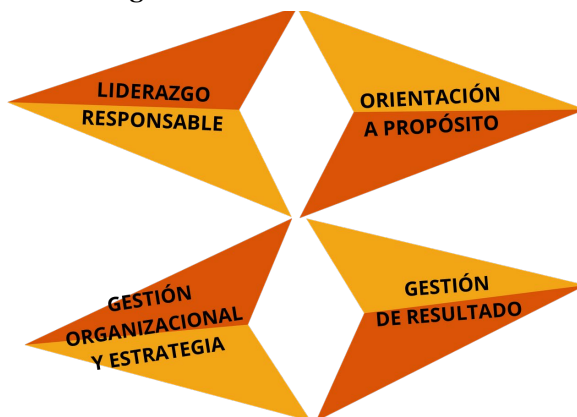 LIDERAZGO
RESPONSABLE
ORIENTACIÓN
A PROPÓSITO
GESTIÓN
ORGANIZACIONAL
Y ESTRATEGIA
GESTIÓN
DE RESULTADO